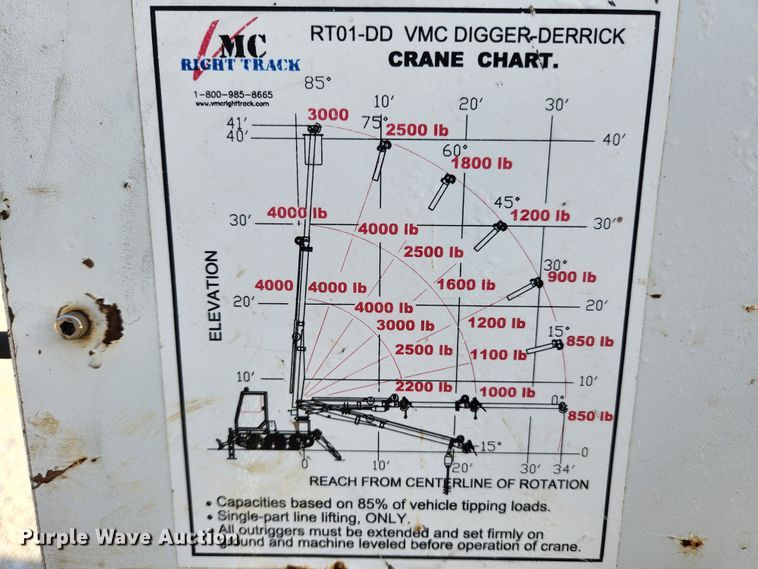 VMC
RIGHT TRACK
1-800-985-8665
www.vmcrighttrack.com
RT01-DD VMC DIGGER-DERRICK
CRANE CHART.
85°
10' 20' 30'
41' 3000 75° 2500 lb 41'
40' 40'
60° 1800 lb
45°
4000 lb 4000 lb 1200 lb
30' 30'
2500 lb
30° 900 lb
4000 4000 lb 1600 lb
20' 4000 lb 1200 lb 20'
3000 lb 15° 850 lb
2500 lb 1100 lb
10' 2200 lb 1000 lb 10'
0° 850 lb
-15° 0
ELEVATION
0 10' 20' 30' 34'
REACH FROM CENTERLINE OF ROTATION
• Capacities based on 85% of vehicle tipping loads.
• Single-part line lifting, ONLY.
• All outriggers must be extended and set firmly on
ground and machine leveled before operation of crane.
Purple Wave Auction